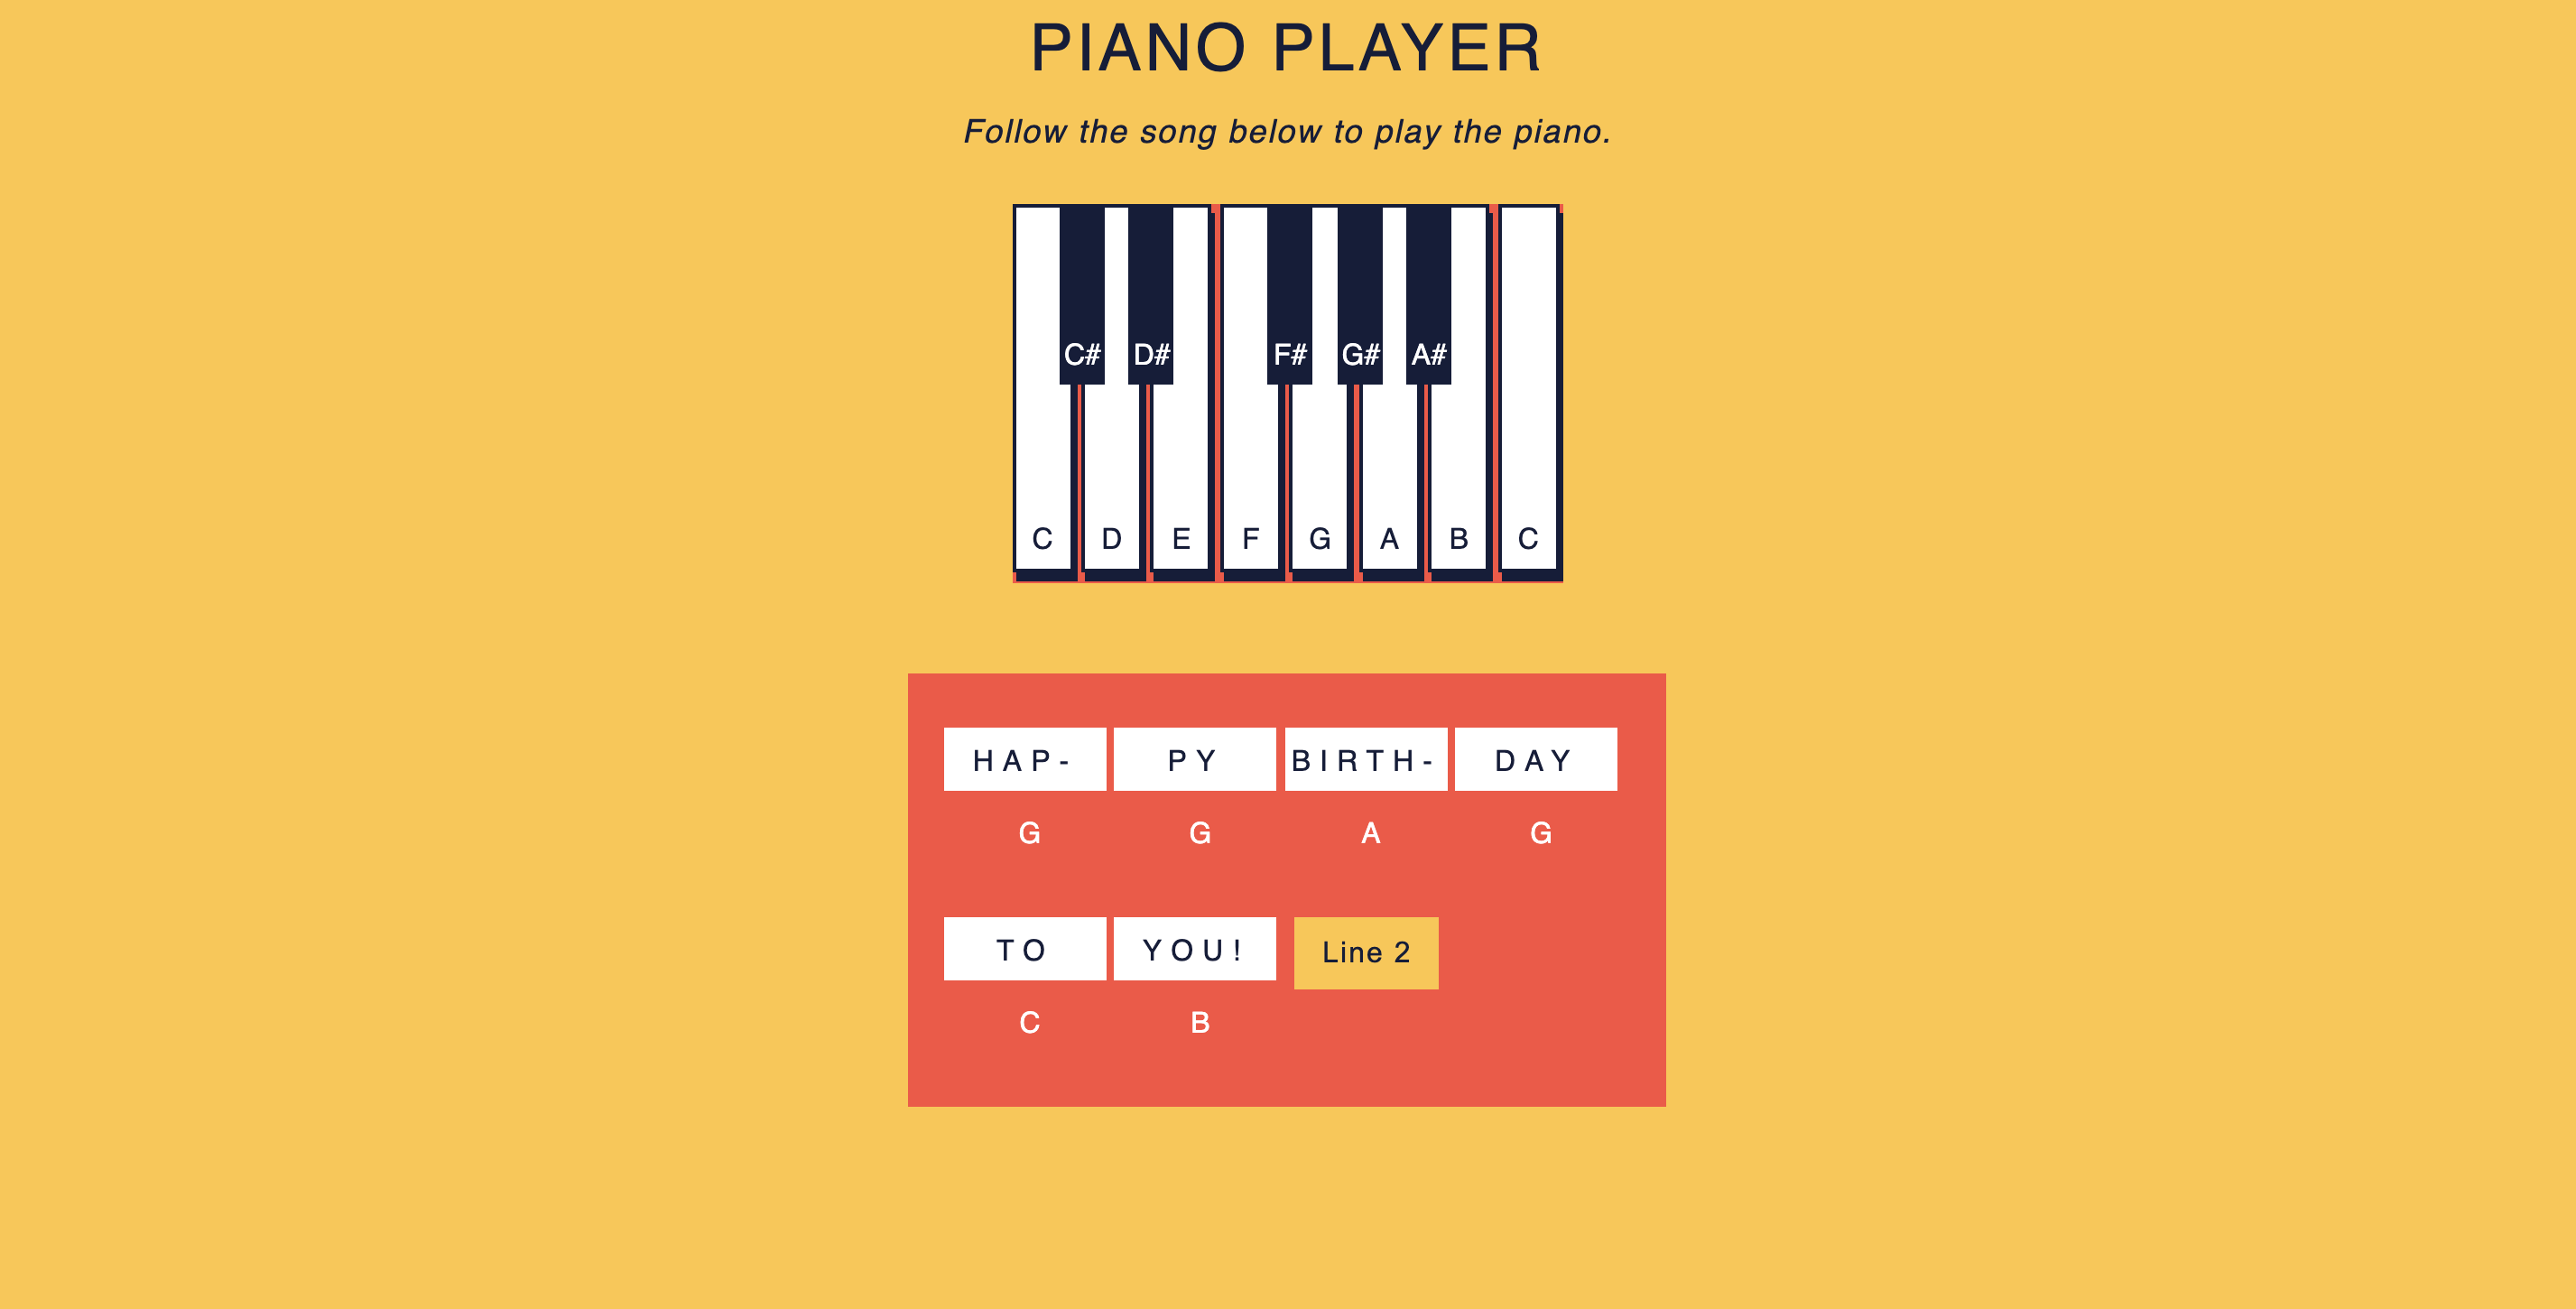 PIANO PLAYER
Follow the song below to play the piano.
C# D# F# G# A#
C D E F G A B C
HAP- PY BIRTH- DAY
G G A G
TO YOU! Line 2
C B